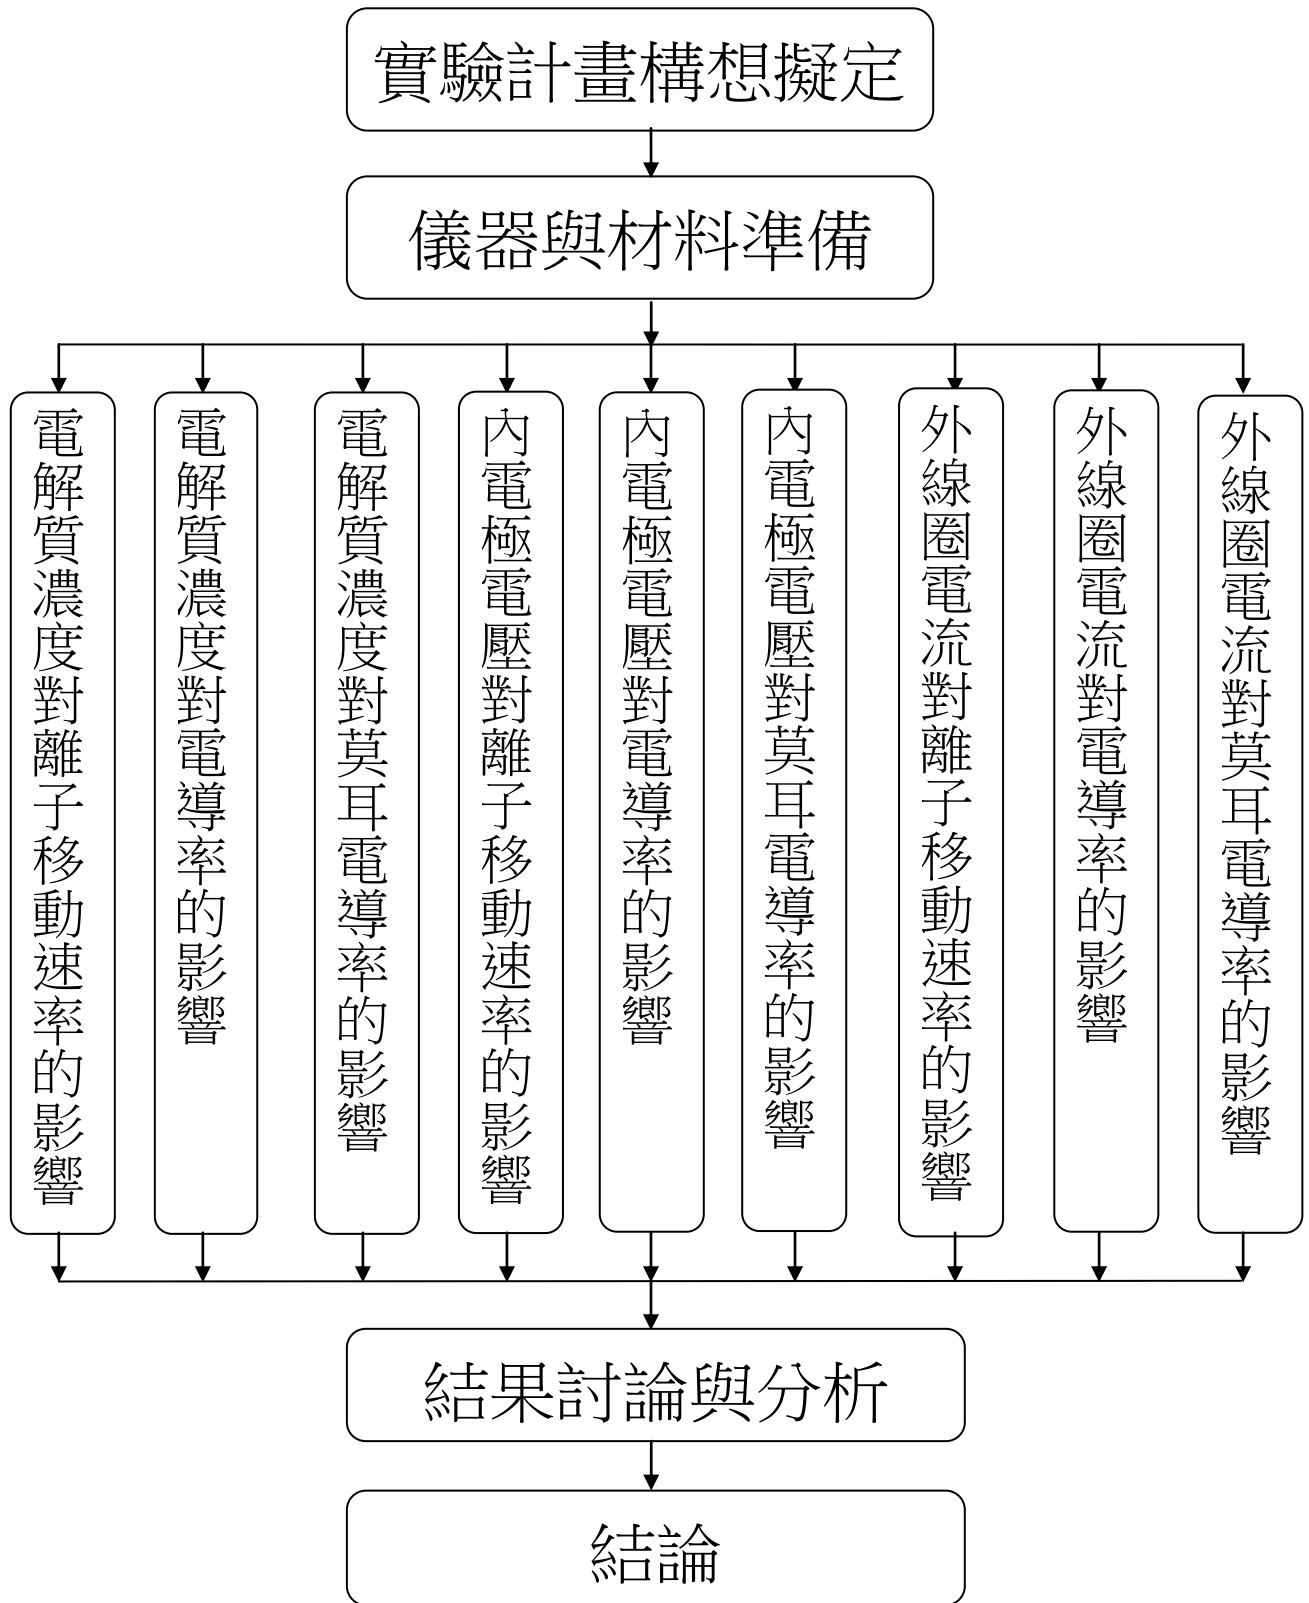 實驗計畫構想擬定
儀器與材料準備
電解質濃度對離子移動速率的影響
電解質濃度對電導率的影響
電解質濃度對莫耳電導率的影響
內電極電壓對離子移動速率的影響
內電極電壓對電導率的影響
內電極電壓對莫耳電導率的影響
外線圈電流對離子移動速率的影響
外線圈電流對電導率的影響
外線圈電流對莫耳電導率的影響
結果討論與分析
結論